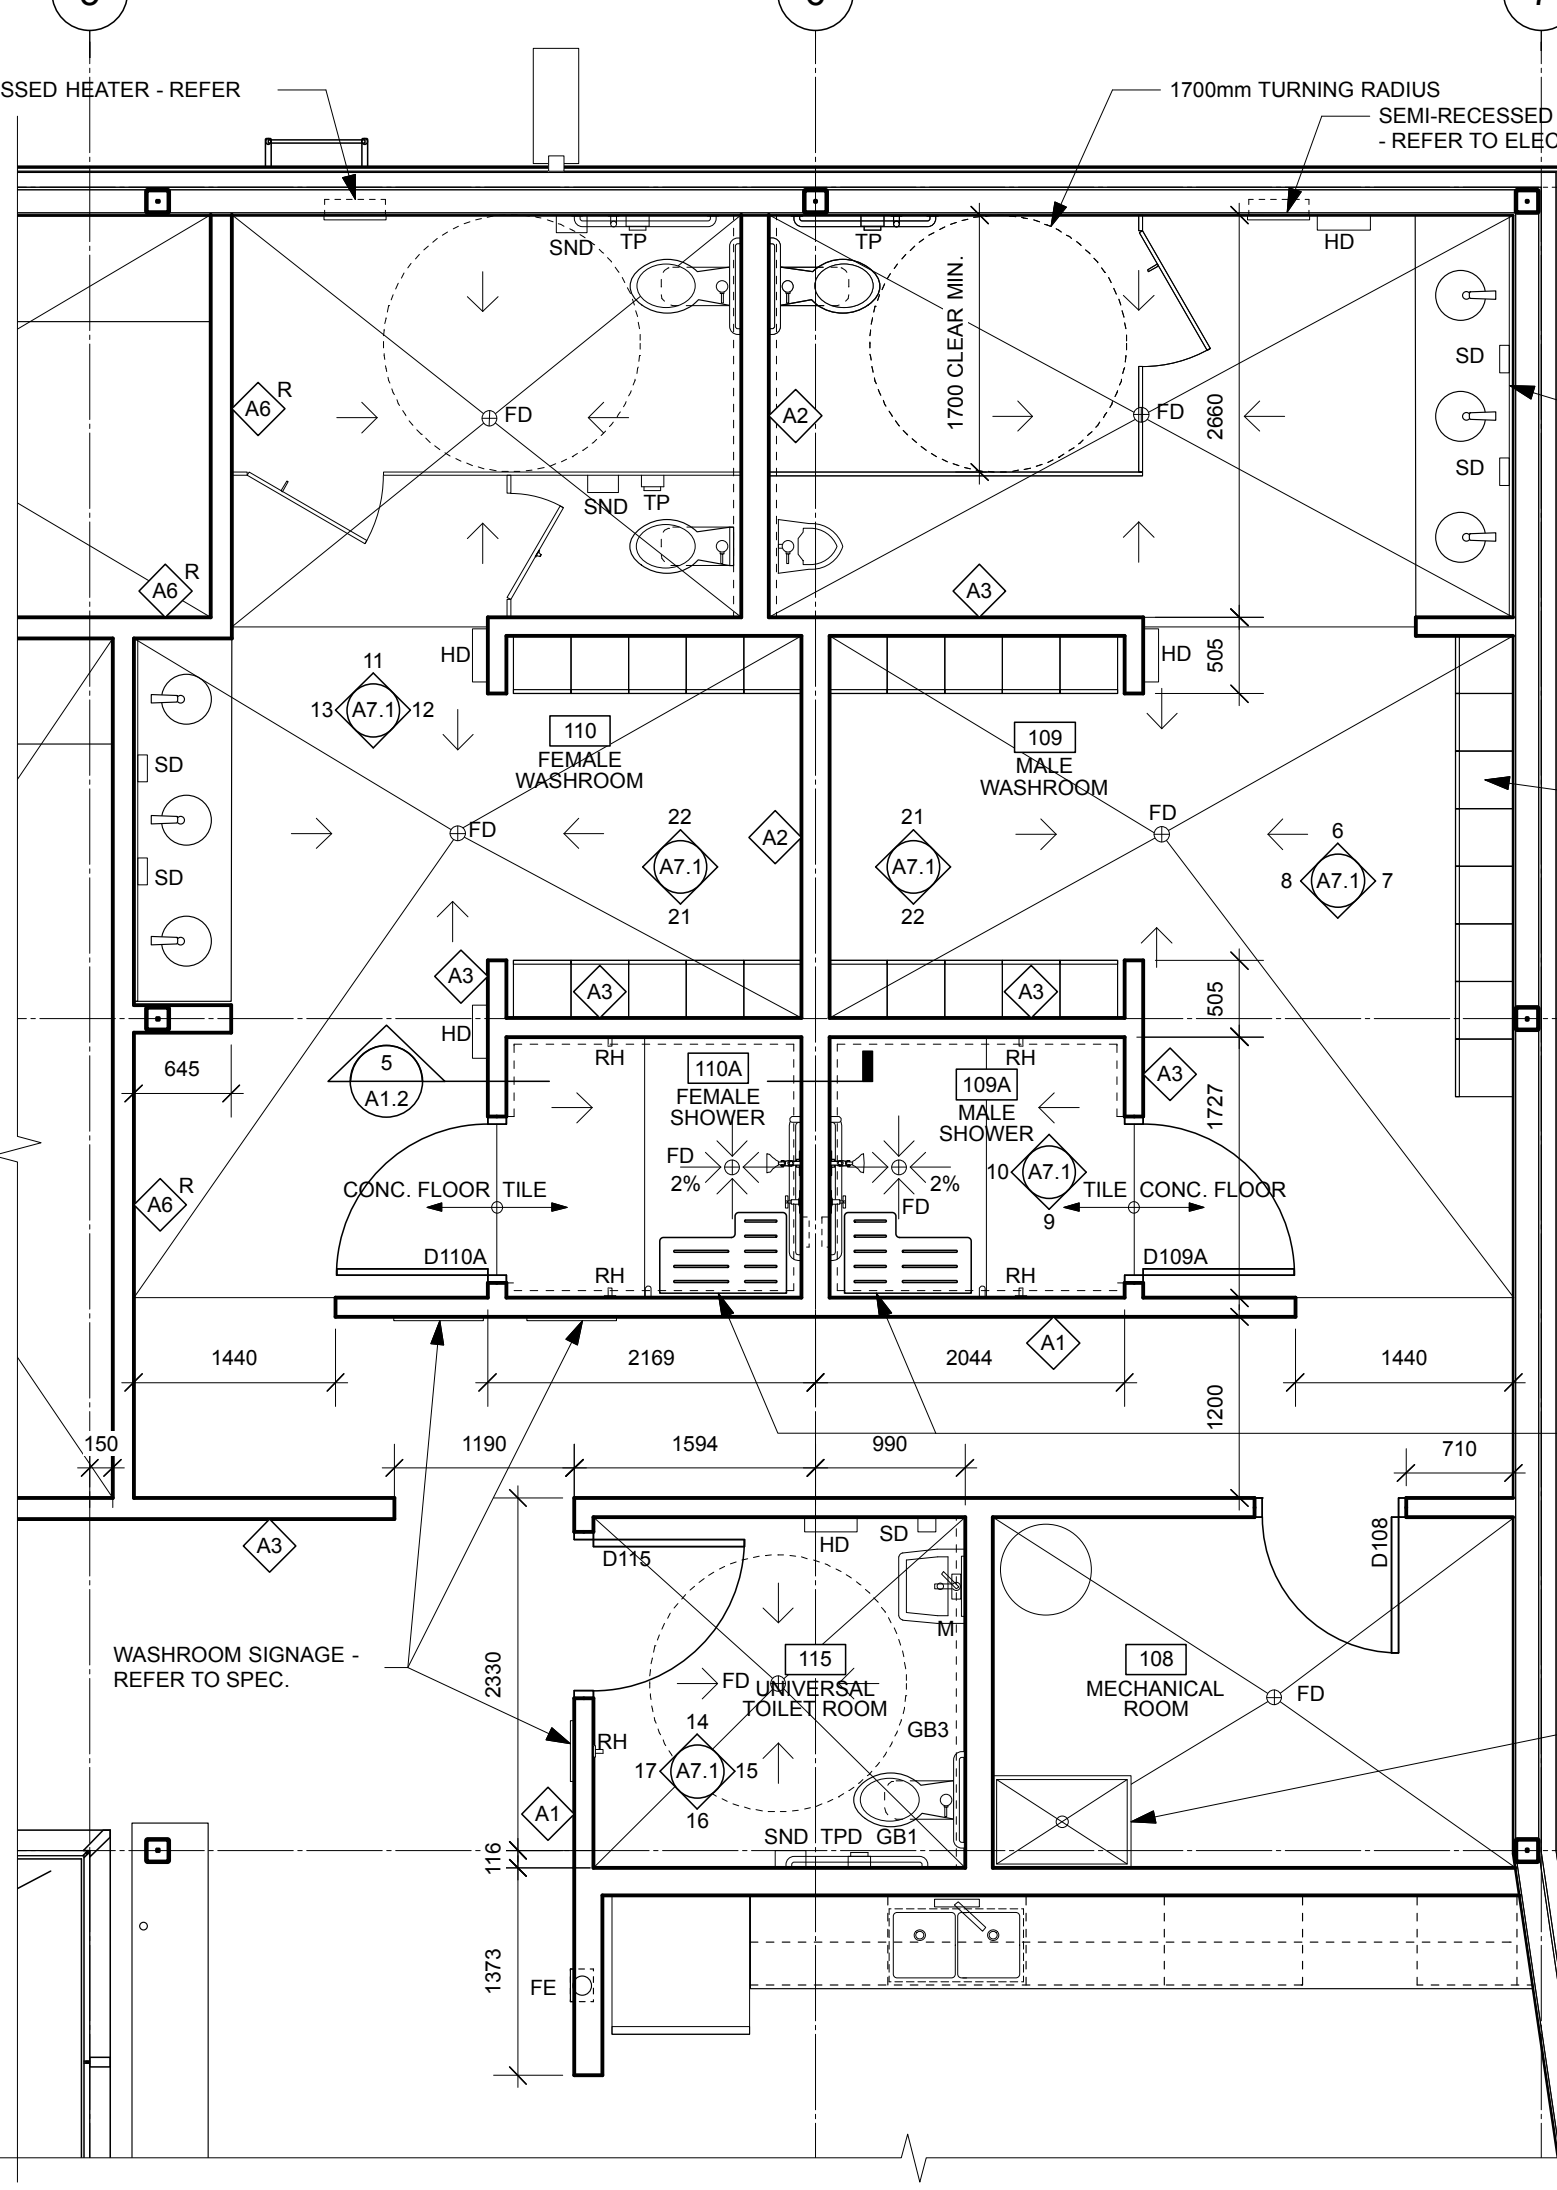 SSED HEATER - REFER
1700mm TURNING RADIUS
SEMI-RECESSED
- REFER TO ELEC
SND
TP
TP
HD
1700 CLEAR MIN.
2660
SD
A6
R
FD
A2
FD
SD
SND
TP
A6
R
A3
HD
HD
505
11
13
A7.1
12
110
FEMALE
WASHROOM
109
MALE
WASHROOM
SD
FD
FD
22
A7.1
21
A2
21
A7.1
22
6
8
A7.1
7
SD
A3
A3
A3
505
HD
5
A1.2
645
RH
110A
FEMALE
SHOWER
RH
109A
MALE
SHOWER
A3
1727
FD
2%
2%
FD
10
A7.1
9
A6
R
CONC. FLOOR
TILE
TILE
CONC. FLOOR
D110A
D109A
RH
RH
A1
1440
2169
2044
1440
1200
150
1190
1594
990
710
A3
D115
HD
SD
D108
M
WASHROOM SIGNAGE -
REFER TO SPEC.
2330
115
UNIVERSAL
TOILET ROOM
FD
108
MECHANICAL
ROOM
FD
RH
GB3
14
17
A7.1
15
16
A1
SND
TPD
GB1
116
1373
FE